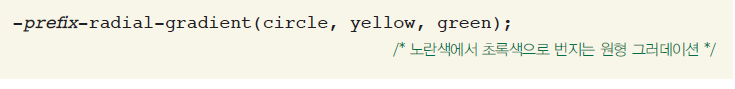 -prefix-radial-gradient(circle, yellow, green);
/* 노란색에서 초록색으로 번지는 원형 그러데이션 */